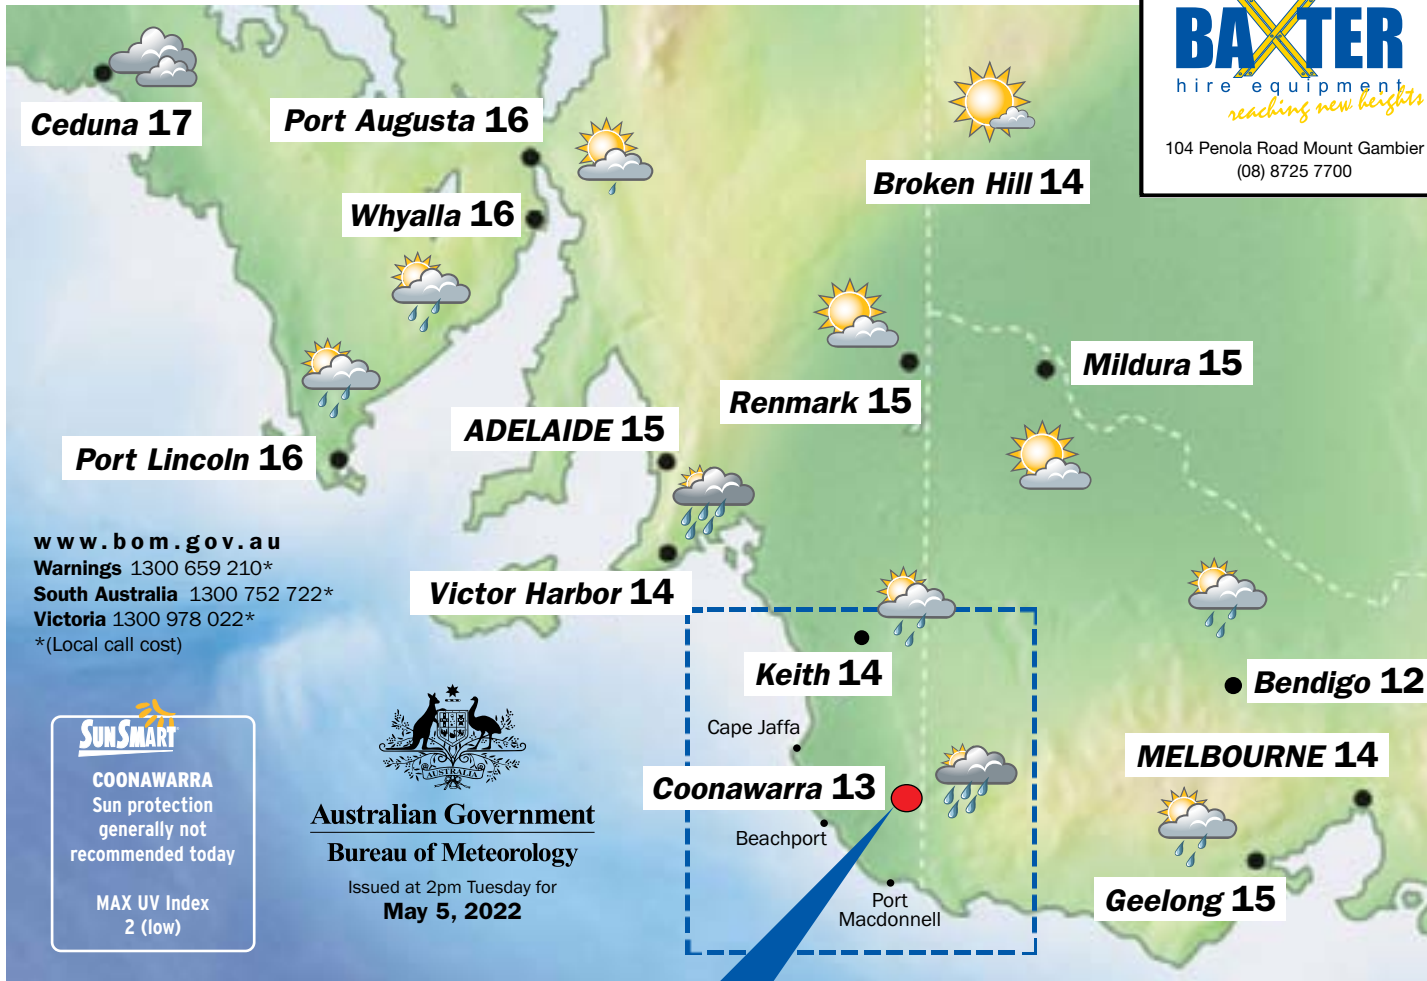 BAXTER
hire equipment
reaching new heights
104 Penola Road Mount Gambier
(08) 8725 7700
Ceduna 17
Port Augusta 16
Whyalla 16
Broken Hill 14
Renmark 15
Mildura 15
ADELAIDE 15
Port Lincoln 16
Victor Harbor 14
www.bom.gov.au
Warnings 1300 659 210*
South Australia 1300 752 722*
Victoria 1300 978 022*
*(Local call cost)
Keith 14
Bendigo 12
Cape Jaffa
MELBOURNE 14
Coonawarra 13
Beachport
Geelong 15
Port
Macdonnell
SUNSMART
COONAWARRA
Sun protection
generally not
recommended today
MAX UV Index
2 (low)
AUSTRALIA
Australian Government
Bureau of Meteorology
Issued at 2pm Tuesday for
May 5, 2022